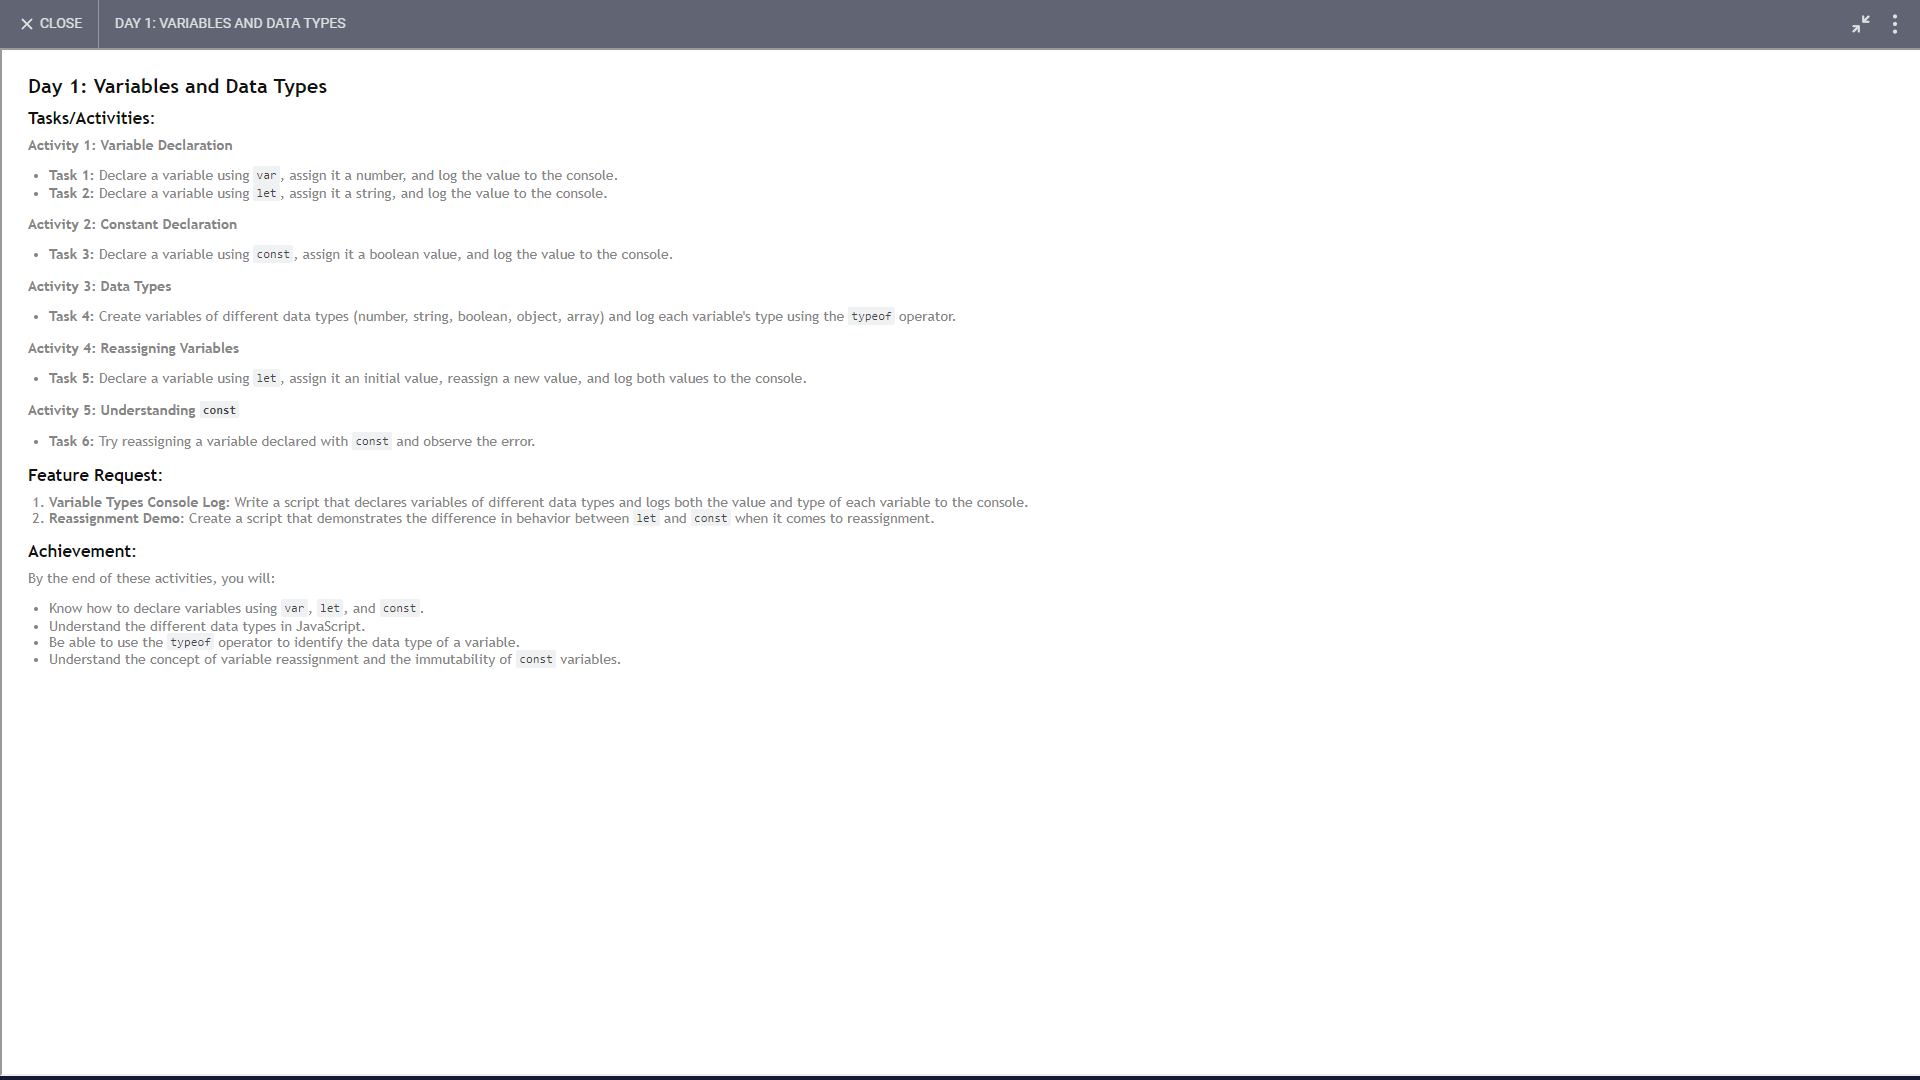 CLOSE
DAY 1: VARIABLES AND DATA TYPES
Day 1: Variables and Data Types
Tasks/Activities:
Activity 1: Variable Declaration
• Task 1: Declare a variable using var, assign it a number, and log the value to the console.
• Task 2: Declare a variable using let, assign it a string, and log the value to the console.
Activity 2: Constant Declaration
• Task 3: Declare a variable using const, assign it a boolean value, and log the value to the console.
Activity 3: Data Types
• Task 4: Create variables of different data types (number, string, boolean, object, array) and log each variable's type using the typeof operator.
Activity 4: Reassigning Variables
• Task 5: Declare a variable using let, assign it an initial value, reassign a new value, and log both values to the console.
Activity 5: Understanding const
• Task 6: Try reassigning a variable declared with const and observe the error.
Feature Request:
1. Variable Types Console Log: Write a script that declares variables of different data types and logs both the value and type of each variable to the console.
2. Reassignment Demo: Create a script that demonstrates the difference in behavior between let and const when it comes to reassignment.
Achievement:
By the end of these activities, you will:
• Know how to declare variables using var, let, and const.
• Understand the different data types in JavaScript.
• Be able to use the typeof operator to identify the data type of a variable.
• Understand the concept of variable reassignment and the immutability of const variables.